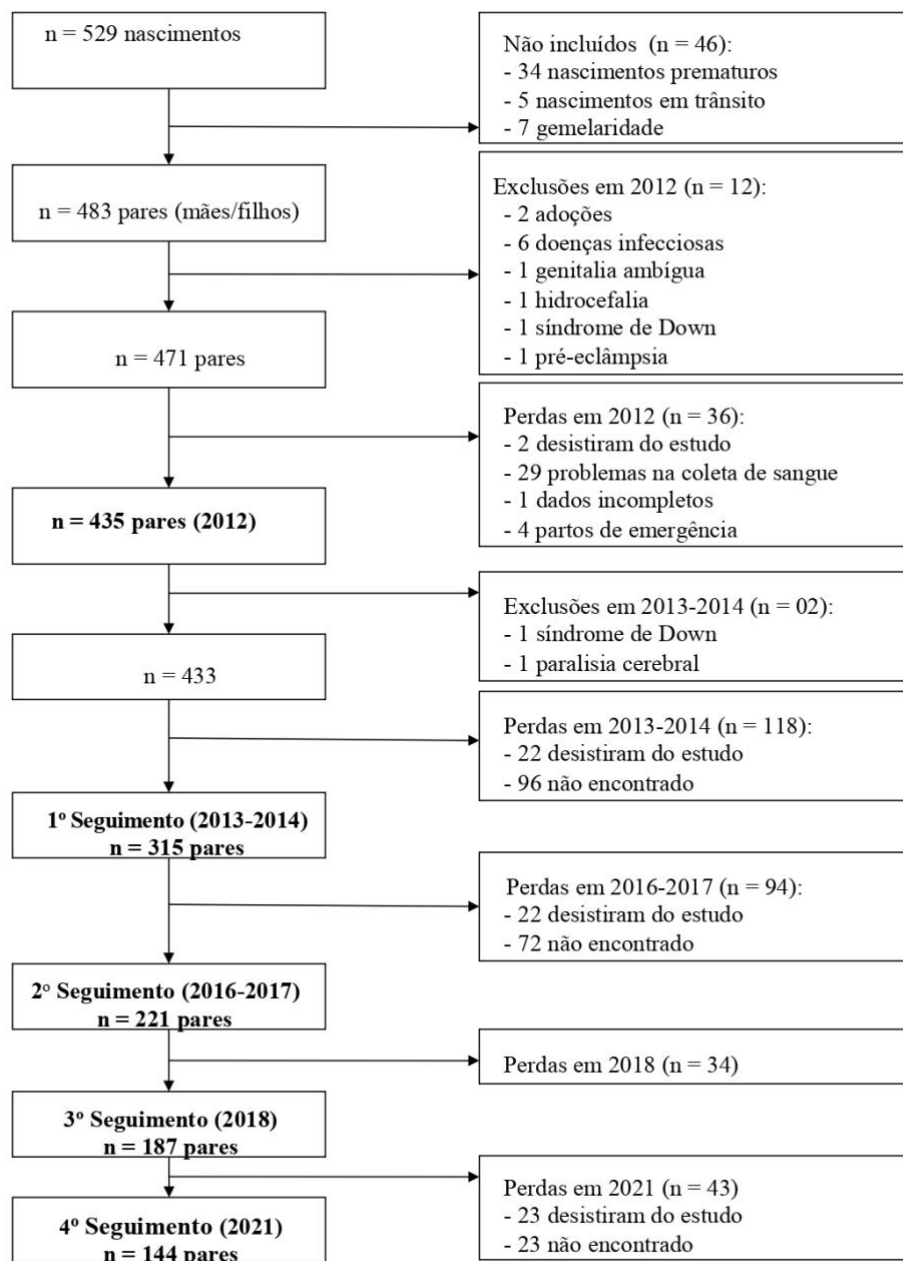 n = 529 nascimentos
Não incluídos (n = 46):
- 34 nascimentos prematuros
- 5 nascimentos em trânsito
- 7 gemelaridade
n = 483 pares (mães/filhos)
Exclusões em 2012 (n = 12):
- 2 adoções
- 6 doenças infecciosas
- 1 genitalia ambígua
- 1 hidrocefalia
- 1 síndrome de Down
- 1 pré-eclâmpsia
n = 471 pares
Perdas em 2012 (n = 36):
- 2 desistiram do estudo
- 29 problemas na coleta de sangue
- 1 dados incompletos
- 4 partos de emergência
n = 435 pares (2012)
Exclusões em 2013-2014 (n = 02):
- 1 síndrome de Down
- 1 paralisia cerebral
n = 433
Perdas em 2013-2014 (n = 118):
- 22 desistiram do estudo
- 96 não encontrado
1º Seguimento (2013-2014)
n = 315 pares
Perdas em 2016-2017 (n = 94):
- 22 desistiram do estudo
- 72 não encontrado
2º Seguimento (2016-2017)
n = 221 pares
Perdas em 2018 (n = 34)
3º Seguimento (2018)
n = 187 pares
Perdas em 2021 (n = 43)
- 23 desistiram do estudo
- 23 não encontrado
4º Seguimento (2021)
n = 144 pares